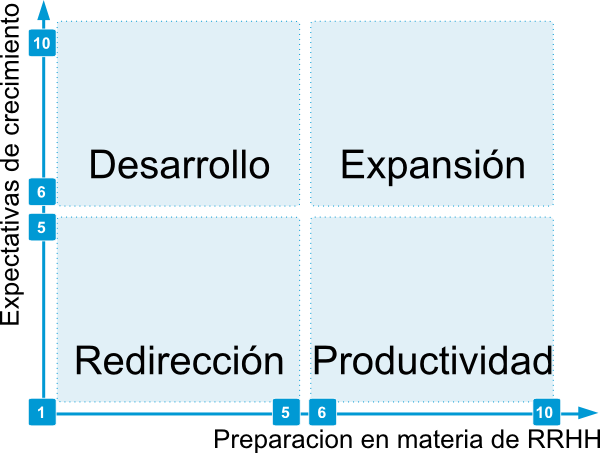 Expectativas de crecimiento
10
Desarrollo
Expansión
6
5
Redirección
Productividad
1
5
6
10
Preparacion en materia de RRHH